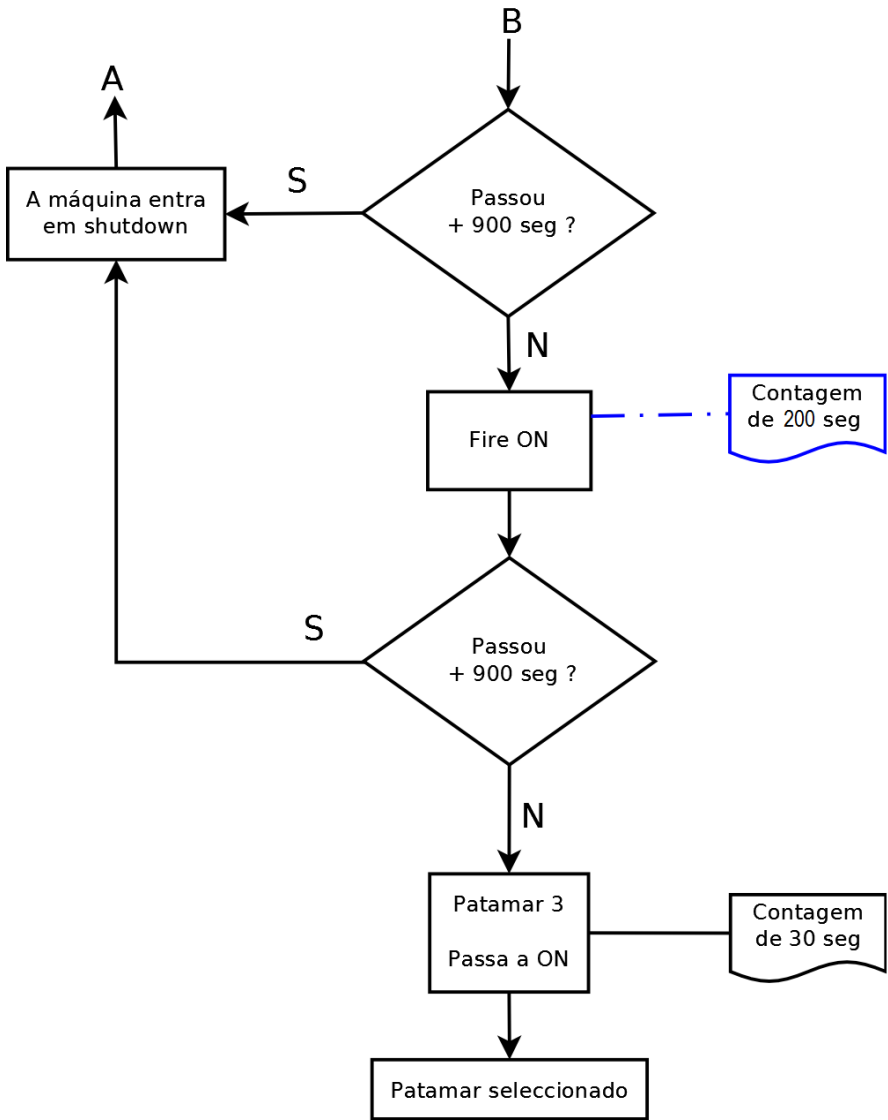 B
A
A máquina entra
em shutdown
S
Passou
+ 900 seg ?
N
Fire ON
Contagem
de 200 seg
S
Passou
+ 900 seg ?
N
Patamar 3
Passa a ON
Contagem
de 30 seg
Patamar seleccionado